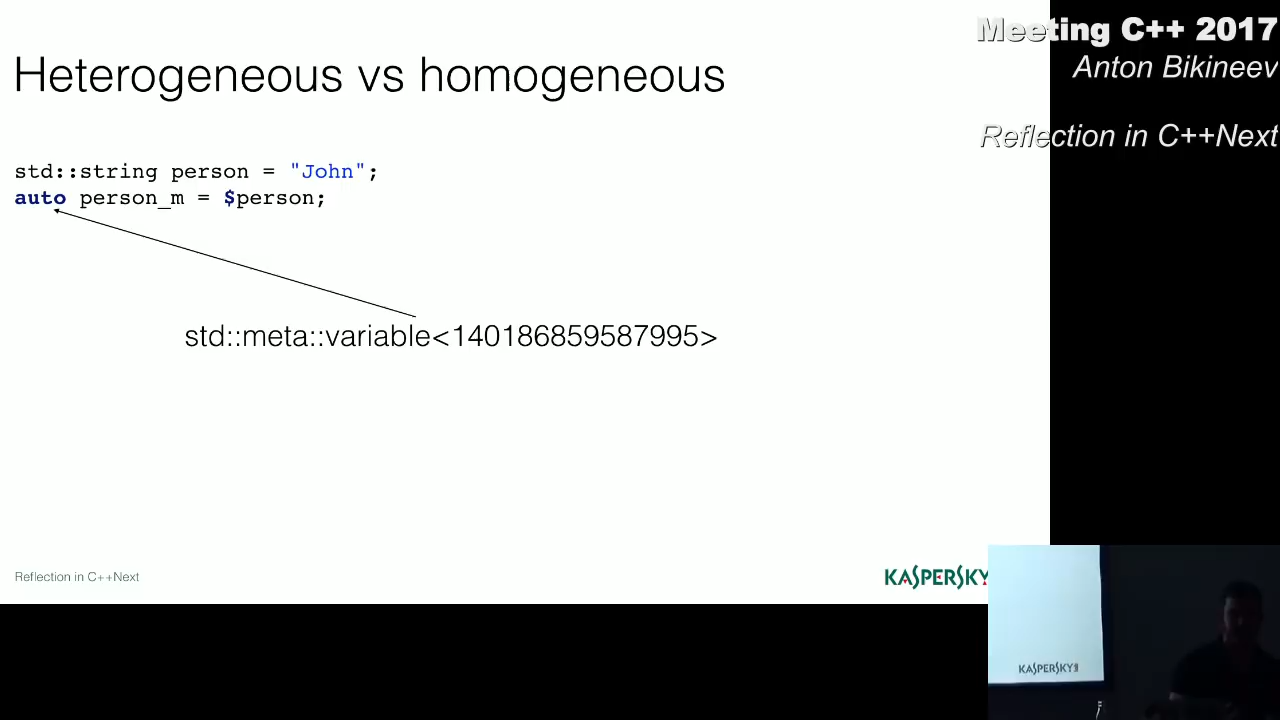 Meeting C++ 2017
Anton Bikineev
Reflection in C++Next
Heterogeneous vs homogeneous
std::string person = "John";
auto person_m = $person;
std::meta::variable<140186859587995>
Reflection in C++Next
KASPERSKY
KASPERSKY